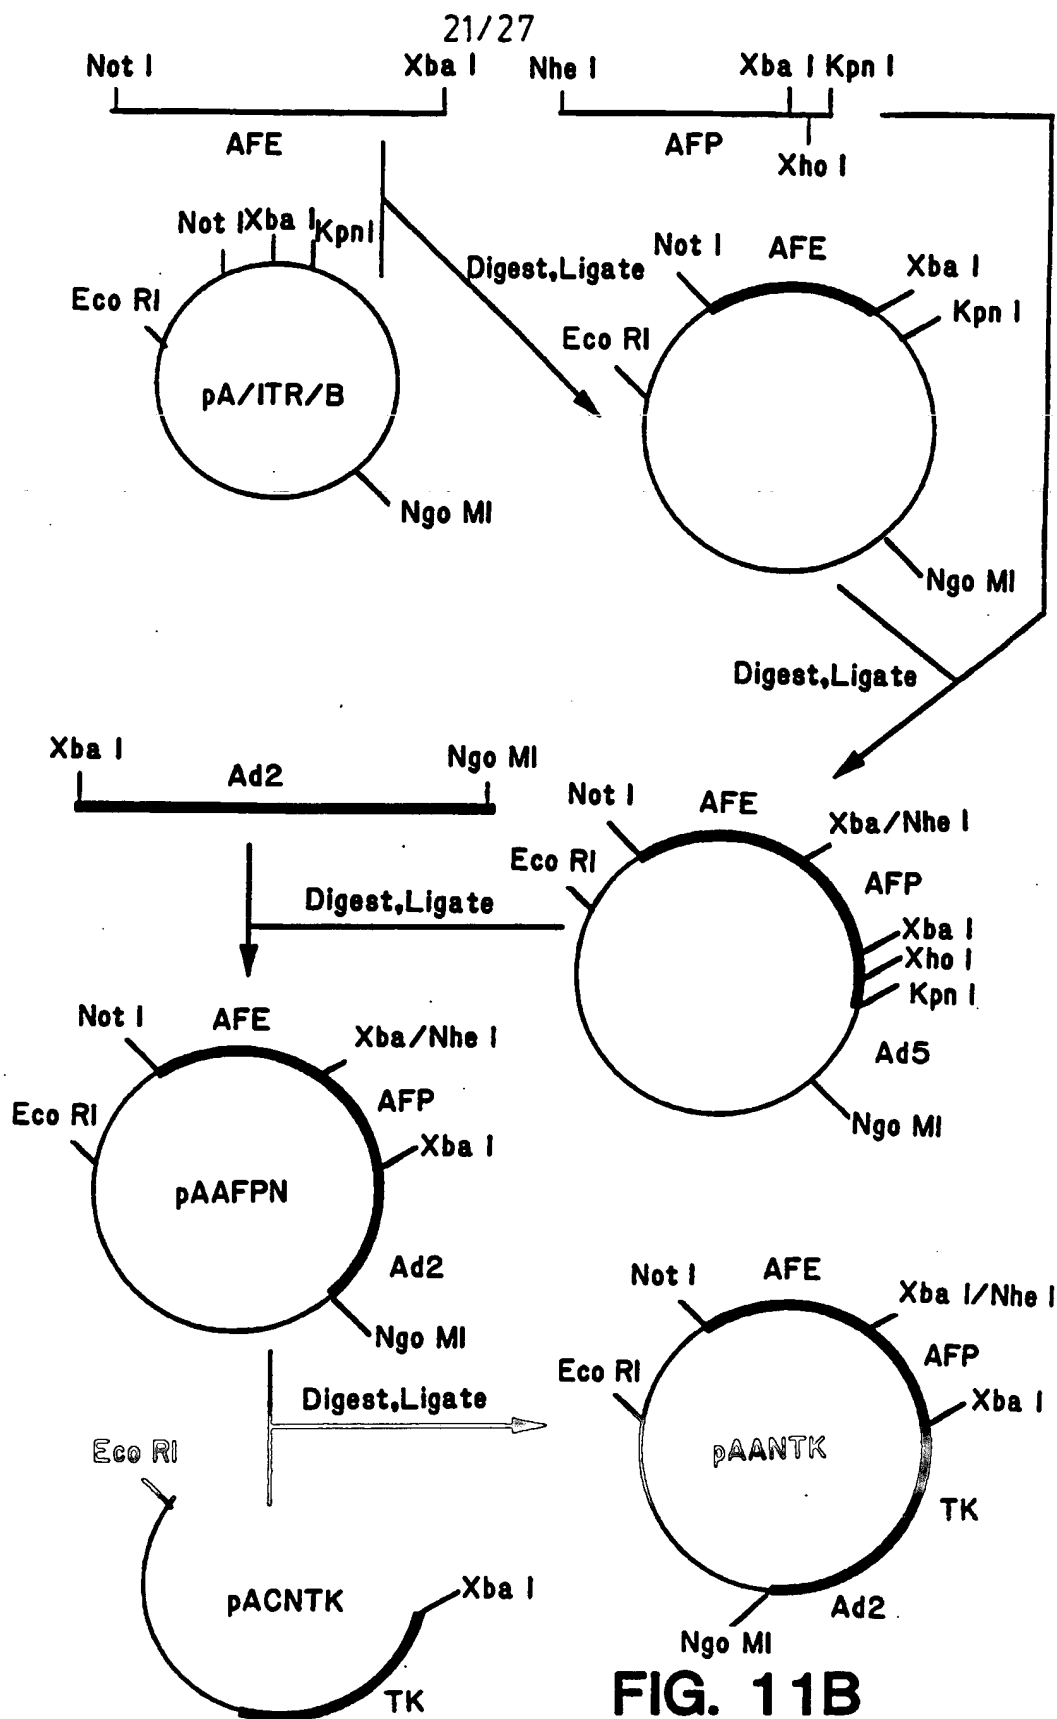 21/27
Not I
Xba I
Nhe I
Xba I Kpn I
AFE
AFP
Xho I
Not I Xba I Kpn I
Eco RI
pA/ITR/B
Ngo MI
Digest,Ligate
Not I
AFE
Xba I
Kpn I
Eco RI
Ngo MI
Digest,Ligate
Xba I
Ad2
Ngo MI
Digest,Ligate
Not I
AFE
Xba/Nhe I
Eco RI
AFP
Xba I
Xho I
Kpn I
Ad5
Ngo MI
Not I
AFE
Xba/Nhe I
Eco RI
AFP
Xba I
pAAFPN
Ad2
Ngo MI
Digest,Ligate
Eco RI
pACNTK
Xba I
TK
Not I
AFE
Xba I/Nhe I
Eco RI
AFP
Xba I
pAANTK
TK
Ad2
Ngo MI
FIG. 11B